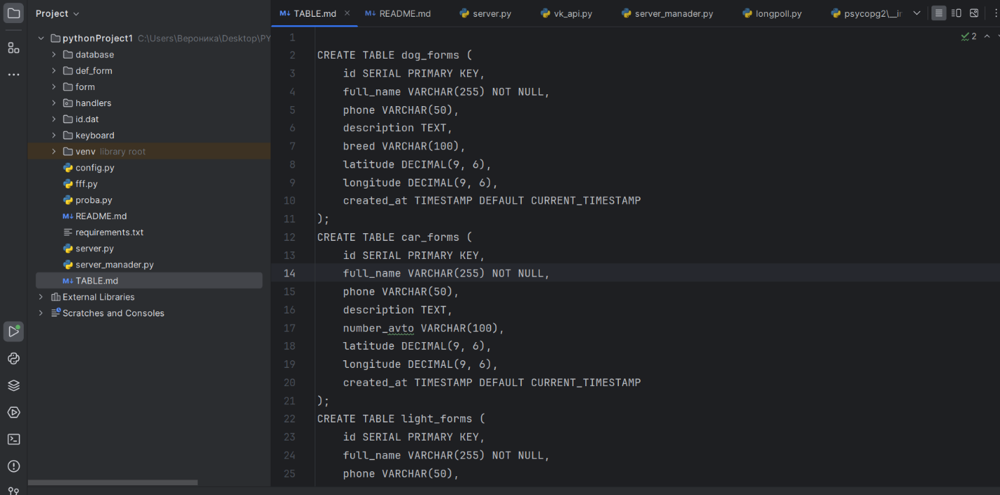 Project
TABLE.md
README.md
server.py
vk_api.py
server_manader.py
longpoll.py
psycopg2\__ir
pythonProject1 C:\Users\Вероника\Desktop\PY
database
def_form
form
handlers
id.dat
keyboard
venv library root
config.py
fff.py
proba.py
README.md
requirements.txt
server.py
server_manader.py
TABLE.md
External Libraries
Scratches and Consoles
2
1
2 CREATE TABLE dog_forms (
3 id SERIAL PRIMARY KEY,
4 full_name VARCHAR(255) NOT NULL,
5 phone VARCHAR(50),
6 description TEXT,
7 breed VARCHAR(100),
8 latitude DECIMAL(9, 6),
9 longitude DECIMAL(9, 6),
10 created_at TIMESTAMP DEFAULT CURRENT_TIMESTAMP
11 );
12 CREATE TABLE car_forms (
13 id SERIAL PRIMARY KEY,
14 full_name VARCHAR(255) NOT NULL,
15 phone VARCHAR(50),
16 description TEXT,
17 number_avto VARCHAR(100),
18 latitude DECIMAL(9, 6),
19 longitude DECIMAL(9, 6),
20 created_at TIMESTAMP DEFAULT CURRENT_TIMESTAMP
21 );
22 CREATE TABLE light_forms (
23 id SERIAL PRIMARY KEY,
24 full_name VARCHAR(255) NOT NULL,
25 phone VARCHAR(50),